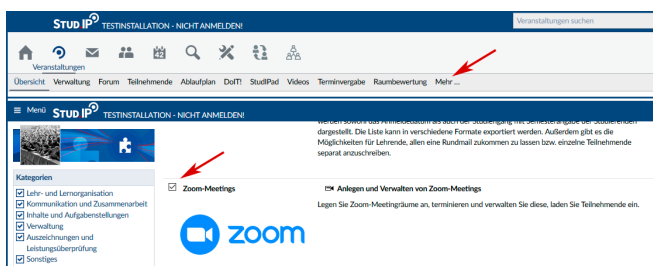 STUD IP TESTINSTALLATION - NICHT ANMELDEN!
Veranstaltungen suchen
42
Veranstaltungen
Übersicht Verwaltung Forum Teilnehmende Ablaufplan DoIT! StudIPad Videos Terminvergabe Raumbewertung Mehr ...
Menü STUD IP TESTINSTALLATION - NICHT ANMELDEN!
werden sowohl das Anmeldedatum als auch der Studiengang mit Semesterangabe der Studierenden
dargestellt. Die Liste kann in verschiedene Formate exportiert werden. Außerdem gibt es die
Möglichkeiten für Lehrende, allen eine Rundmail zukommen zu lassen bzw. einzelne Teilnehmende
separat anzuschreiben.
Kategorien
Lehr- und Lernorganisation
Kommunikation und Zusammenarbeit
Inhalte und Aufgabenstellungen
Verwaltung
Auszeichnungen und
Leistungsüberprüfung
Sonstiges
Zoom-Meetings
Anlegen und Verwalten von Zoom-Meetings
Legen Sie Zoom-Meetingräume an, terminieren und verwalten Sie diese, laden Sie Teilnehmende ein.
zoom